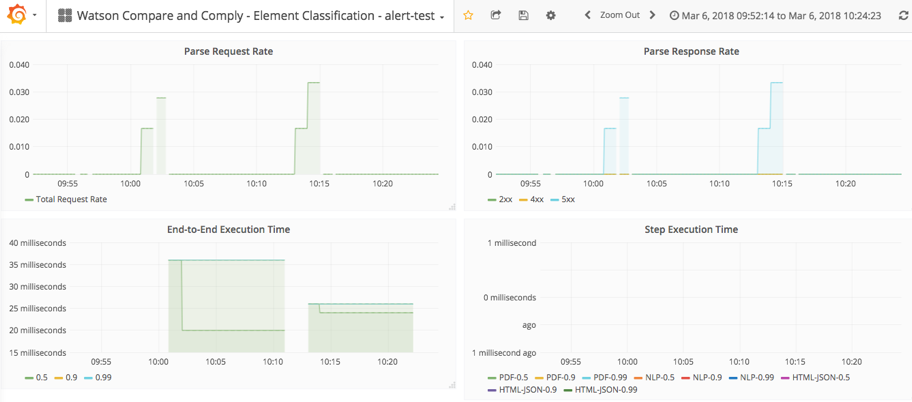 Watson Compare and Comply - Element Classification - alert-test
Zoom Out
Mar 6, 2018 09:52:14 to Mar 6, 2018 10:24:23
Parse Request Rate
0.040
0.030
0.020
0.010
0
09:55 10:00 10:05 10:10 10:15 10:20
Total Request Rate
Parse Response Rate
0.040
0.030
0.020
0.010
0
09:55 10:00 10:05 10:10 10:15 10:20
2xx 4xx 5xx
End-to-End Execution Time
40 milliseconds
35 milliseconds
30 milliseconds
25 milliseconds
20 milliseconds
15 milliseconds
09:55 10:00 10:05 10:10 10:15 10:20
0.5 0.9 0.99
Step Execution Time
1 millisecond
0 milliseconds
ago
1 millisecond ago
09:55 10:00 10:05 10:10 10:15 10:20
PDF-0.5 PDF-0.9 PDF-0.99 NLP-0.5 NLP-0.9 NLP-0.99 HTML-JSON-0.5
HTML-JSON-0.9 HTML-JSON-0.99